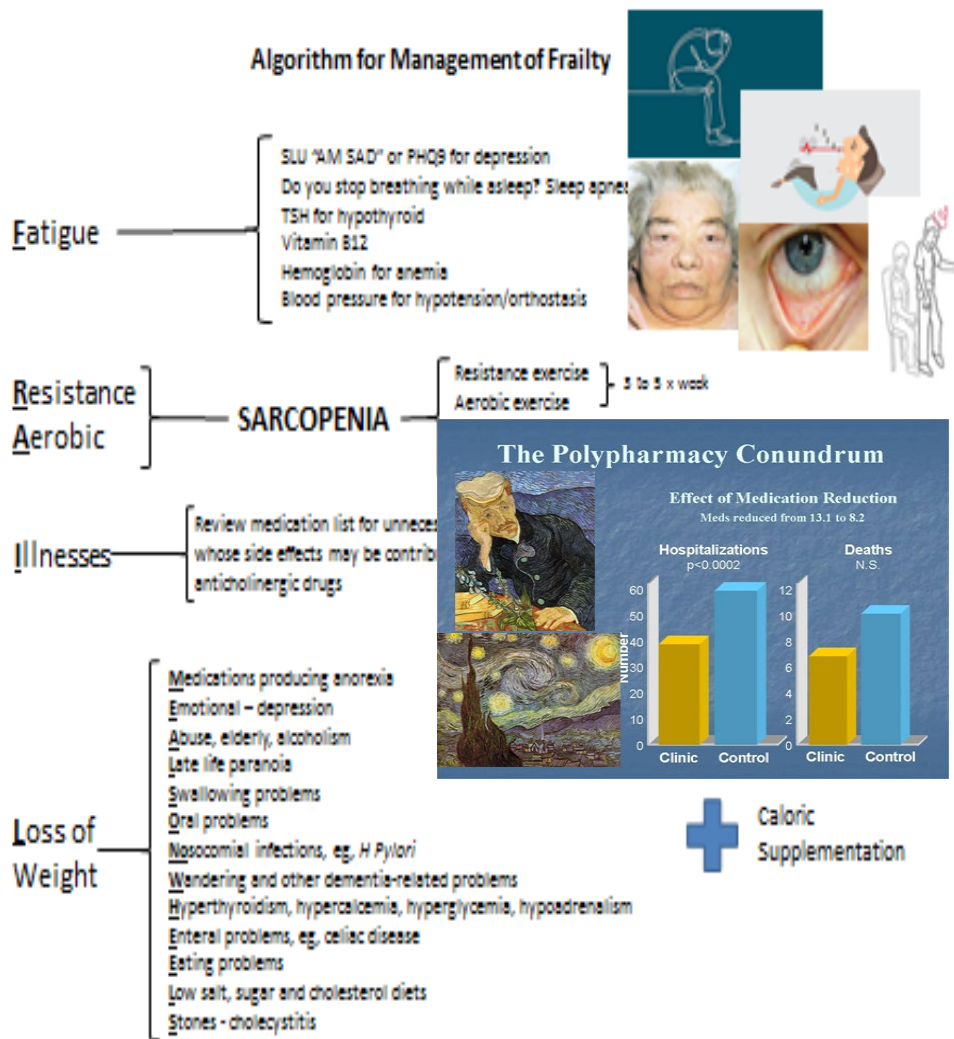 Algorithm for Management of Frailty
Fatigue
SLU "AM SAD" or PHQ9 for depression
Do you stop breathing while asleep? Sleep apnea
TSH for hypothyroid
Vitamin B12
Hemoglobin for anemia
Blood pressure for hypotension/orthostasis
Resistance
Aerobic
SARCOPENIA
Resistance exercise
Aerobic exercise
x week
Illnesses
Review medication list for
whose side effects may be
anticholinergic drugs
The Polypharmacy Conundrum
Effect of Medication Reduction
Meds reduced from 13.1 to 8.2
Hospitalizations
p<0.0002
Number
60
50
40
30
20
10
0
Clinic Control
Deaths
N.S.
12
10
8
6
4
2
0
Clinic Control
Loss of
Weight
Medications producing anorexia
Emotional – depression
Abuse, elderly, alcoholism
Late life paranoia
Swallowing problems
Oral problems
Nosocomial infections, eg, H Pylori
Wandering and other dementia-related problems
Hyperthyroidism, hypercalcemia, hyperglycemia, hypoadrenalism
Enteral problems, eg, celiac disease
Eating problems
Low salt, sugar and cholesterol diets
Stones - cholecystitis
Caloric
Supplementation